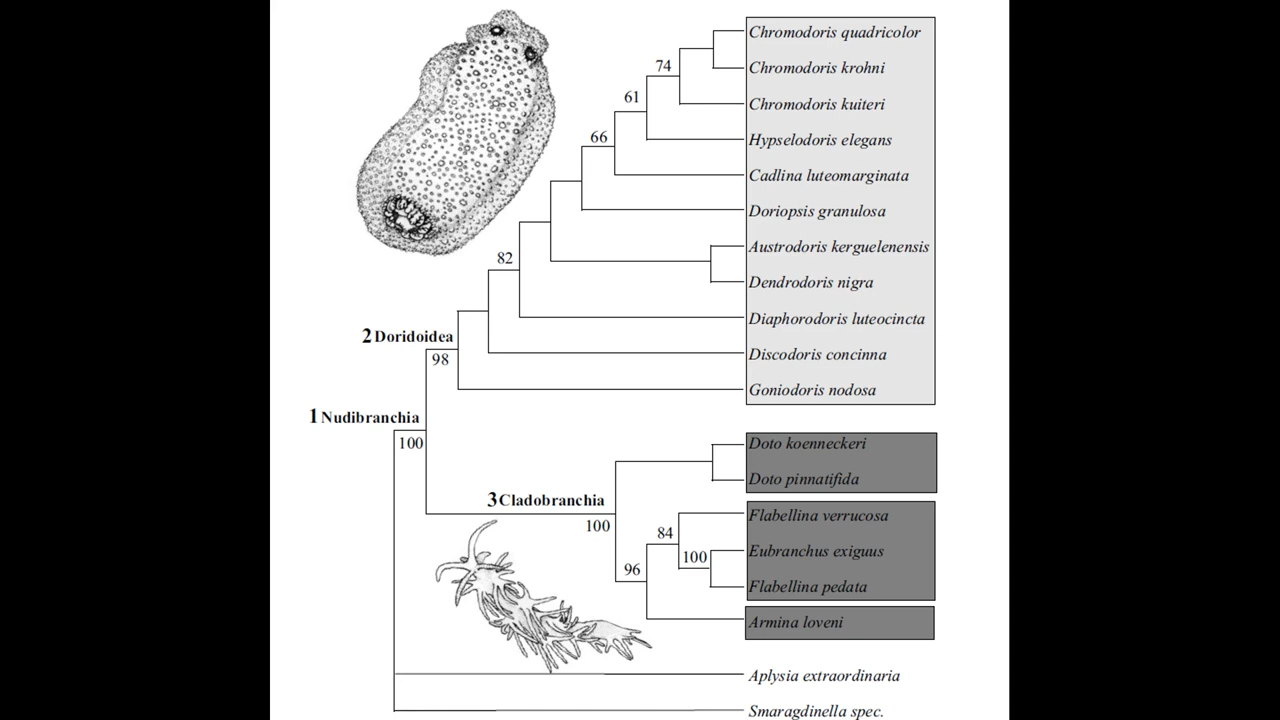 Chromodoris quadricolor
74
Chromodoris krohni
61
Chromodoris kuiteri
66
Hypselodoris elegans
Cadlina luteomarginata
Doriopsis granulosa
Austrodoris kerguelenensis
82
Dendrodoris nigra
Diaphorodoris luteocincta
2 Doridoidea
98
Discodoris concinna
Goniodoris nodosa
1 Nudibranchia
100
Doto koenneckeri
Doto pinnatifida
3 Cladobranchia
100
Flabellina verrucosa
84
100
Eubranchus exiguus
96
Flabellina pedata
Armina loveni
Aplysia extraordinaria
Smaragdinella spec.